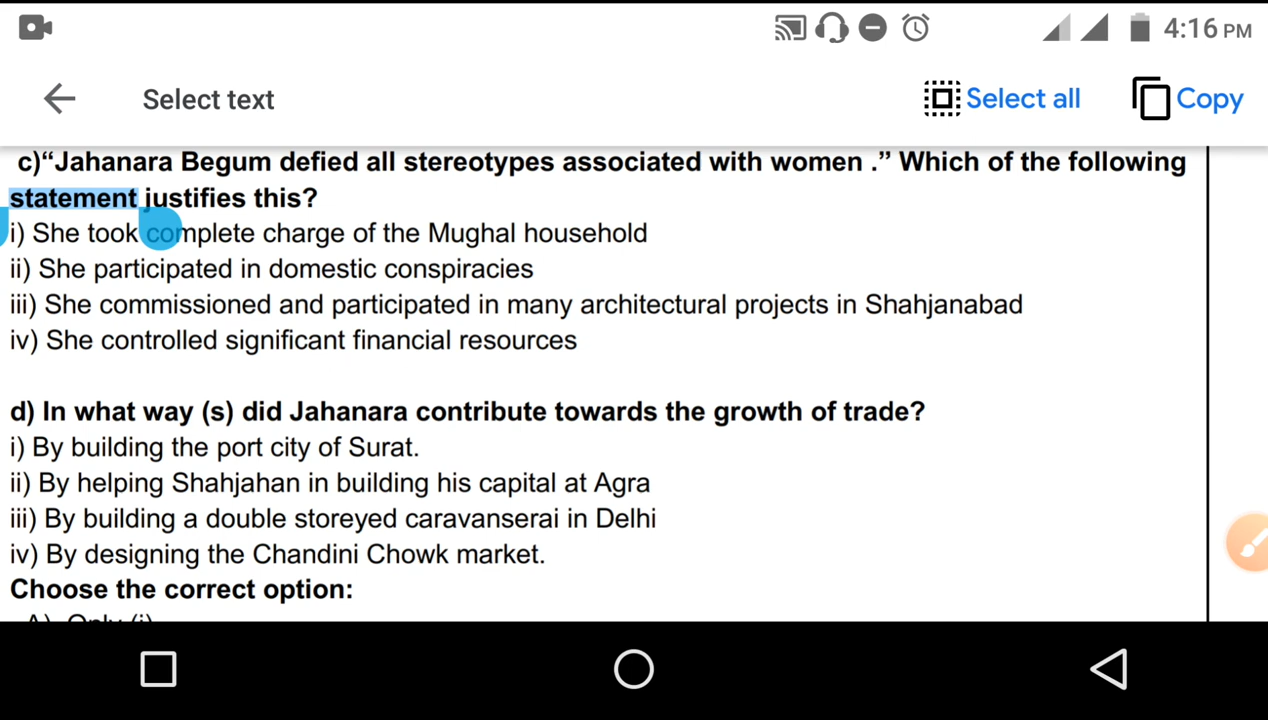 4:16 PM
Select text
Select all
Copy
c)“Jahanara Begum defied all stereotypes associated with women .” Which of the following
statement justifies this?
i) She took complete charge of the Mughal household
ii) She participated in domestic conspiracies
iii) She commissioned and participated in many architectural projects in Shahjanabad
iv) She controlled significant financial resources
d) In what way (s) did Jahanara contribute towards the growth of trade?
i) By building the port city of Surat.
ii) By helping Shahjahan in building his capital at Agra
iii) By building a double storeyed caravanserai in Delhi
iv) By designing the Chandini Chowk market.
Choose the correct option:
A) Only (i)